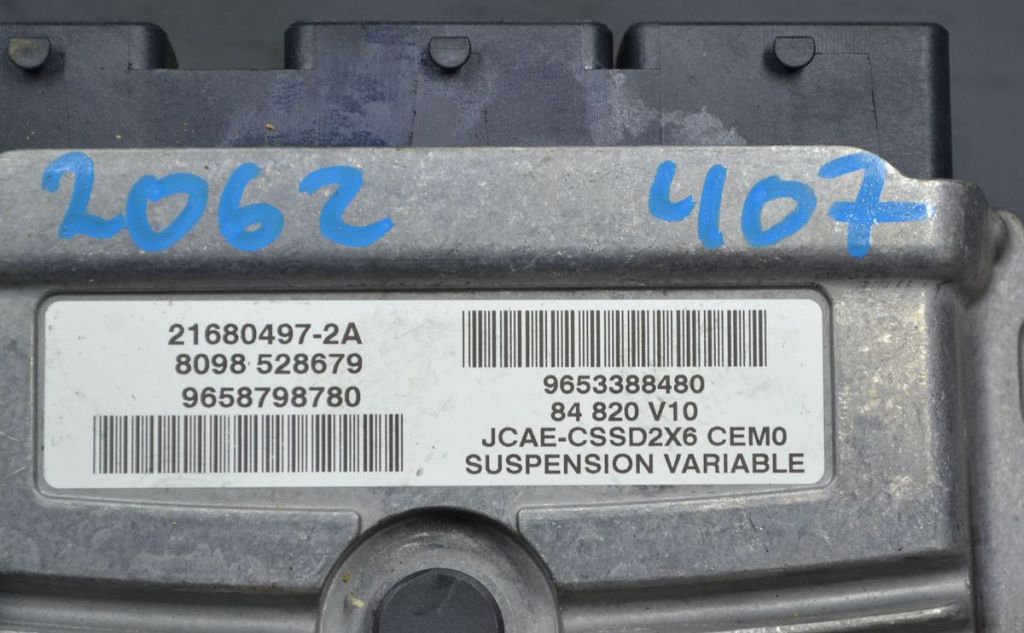 2062 407
21680497-2A
8098 528679
9658798780
9653388480
84 820 V10
JCAE-CSSD2X6 CEM0
SUSPENSION VARIABLE